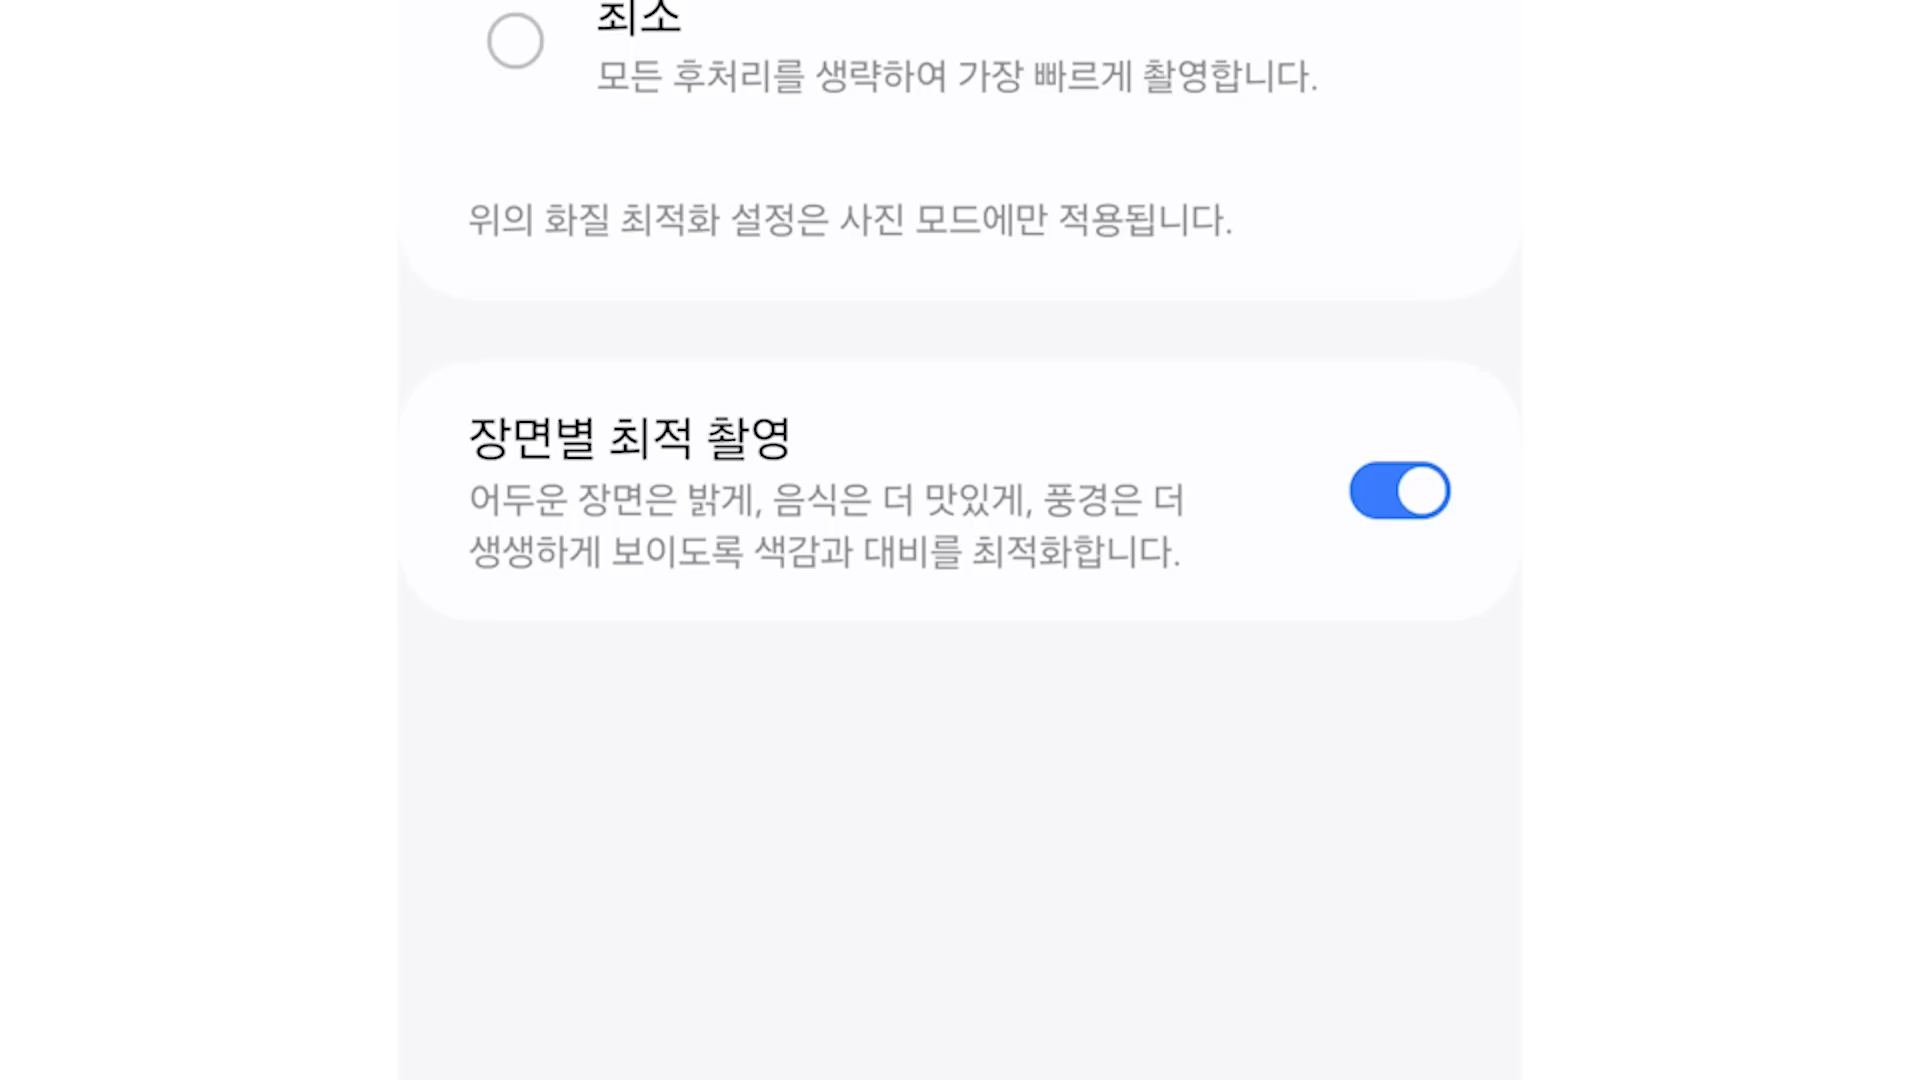 최소
모든 후처리를 생략하여 가장 빠르게 촬영합니다.
위의 화질 최적화 설정은 사진 모드에만 적용됩니다.
장면별 최적 촬영
어두운 장면은 밝게, 음식은 더 맛있게, 풍경은 더
생생하게 보이도록 색감과 대비를 최적화합니다.